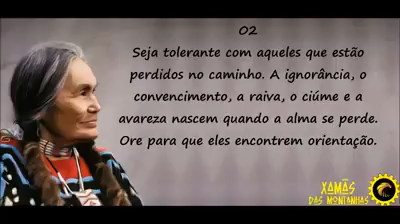 02
Seja tolerante com aqueles que estão
perdidos no caminho. A ignorância, o
convencimento, a raiva, o ciúme e a
avareza nascem quando a alma se perde.
Ore para que eles encontrem orientação.
XAMÃS
DAS MONTANHAS